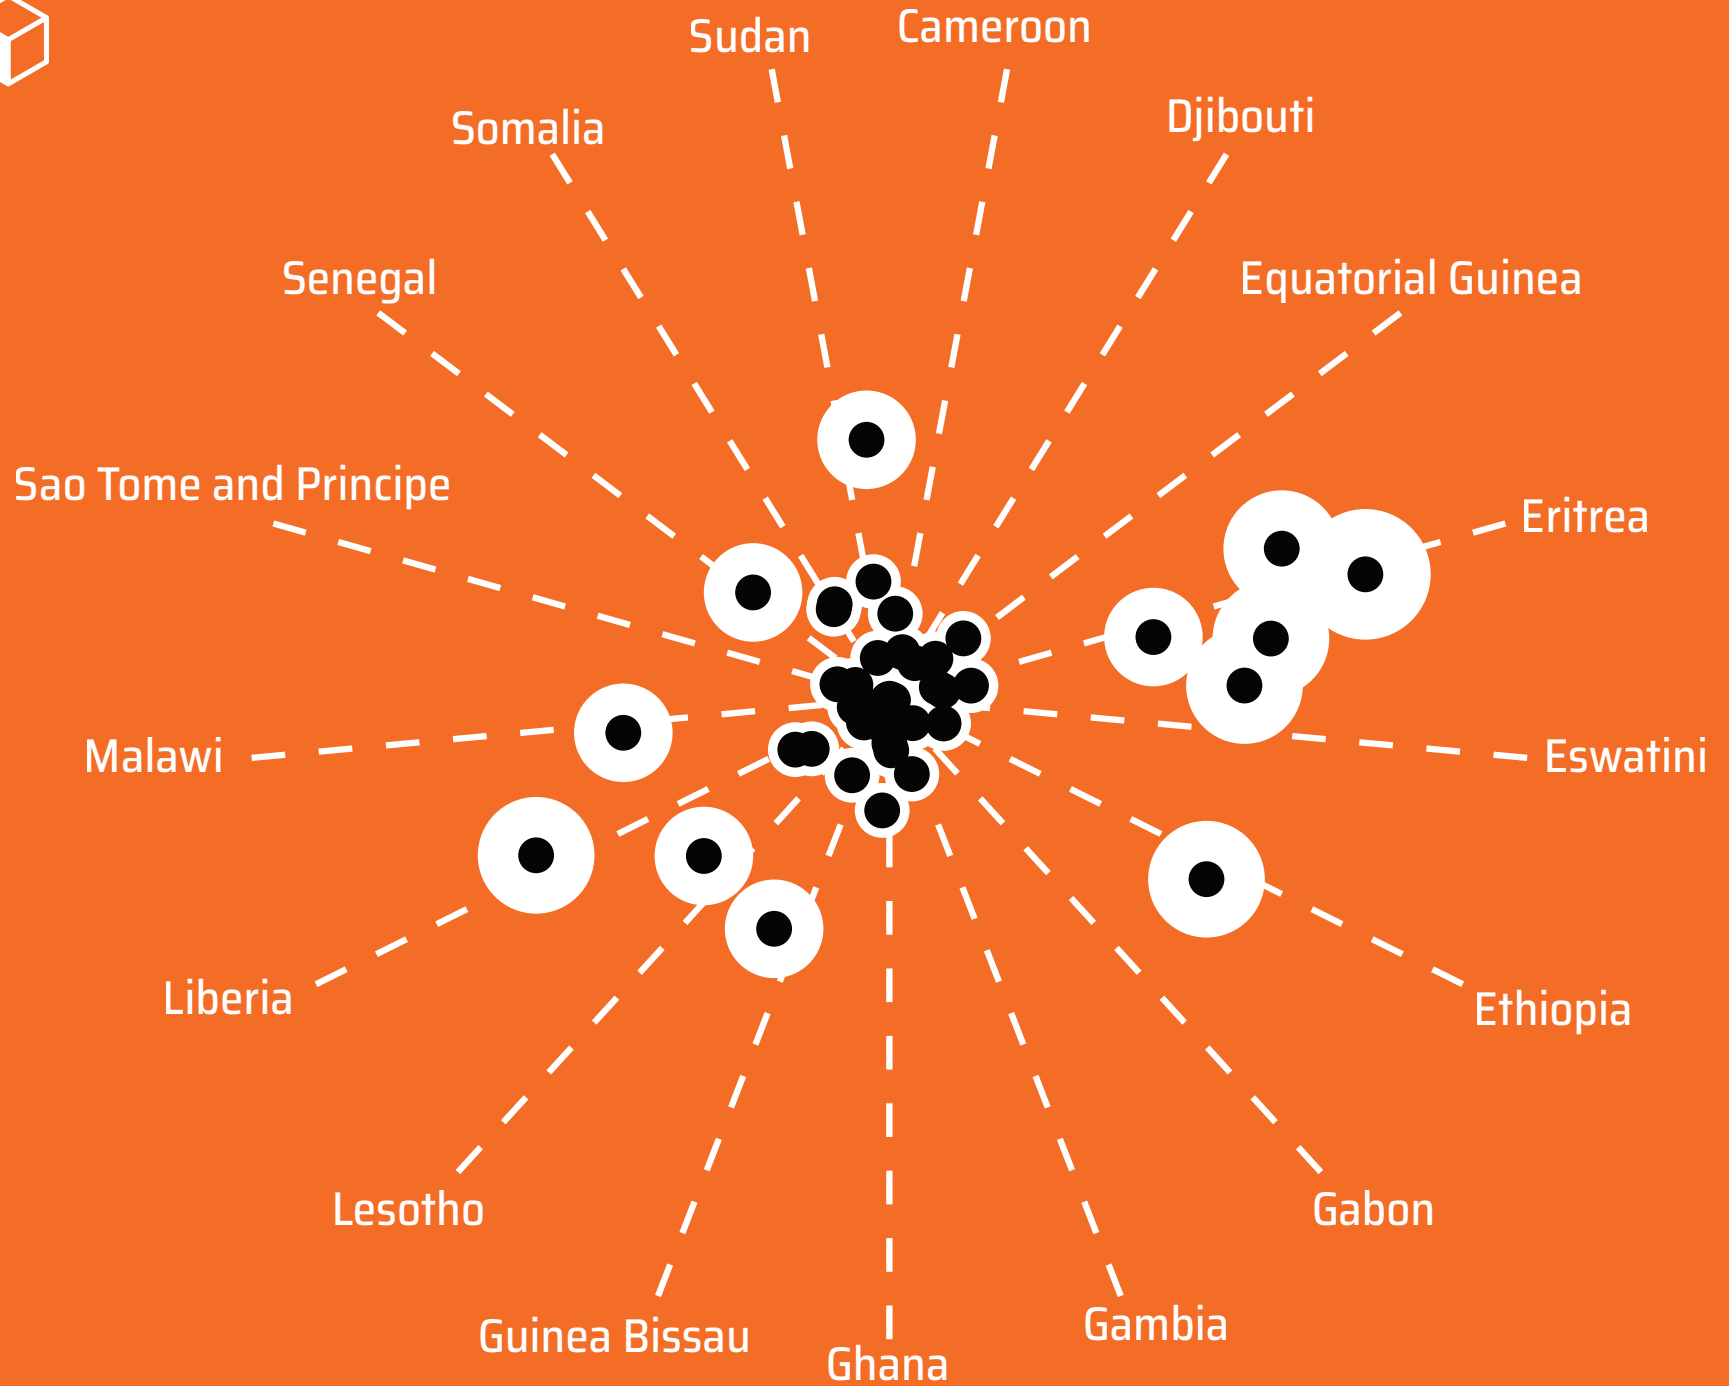 Cameroon
Sudan
Djibouti
Somalia
Equatorial Guinea
Senegal
Sao Tome and Principe
Eritrea
Malawi
Eswatini
Liberia
Ethiopia
Lesotho
Gabon
Guinea Bissau
Gambia
Ghana